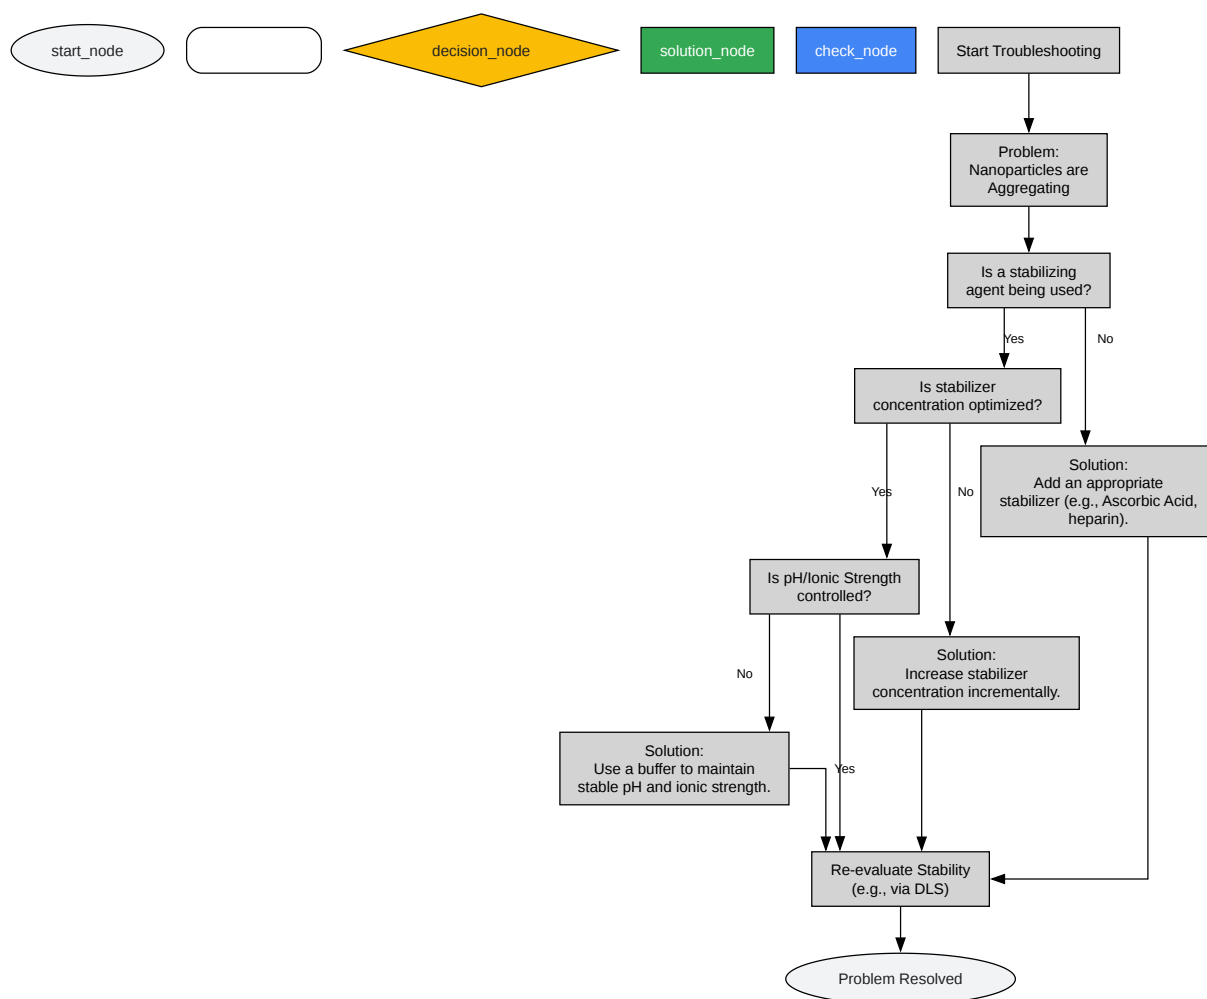 start_node
decision_node
solution_node
check_node
Start Troubleshooting
Problem:
Nanoparticles are
Aggregating
Is a stabilizing
agent being used?
Yes
No
Is stabilizer
concentration optimized?
Solution:
Add an appropriate
stabilizer (e.g., Ascorbic Acid,
heparin).
Yes
No
Is pH/Ionic Strength
controlled?
Solution:
Increase stabilizer
concentration incrementally.
No
Solution:
Use a buffer to maintain
stable pH and ionic strength.
Yes
Re-evaluate Stability
(e.g., via DLS)
Problem Resolved